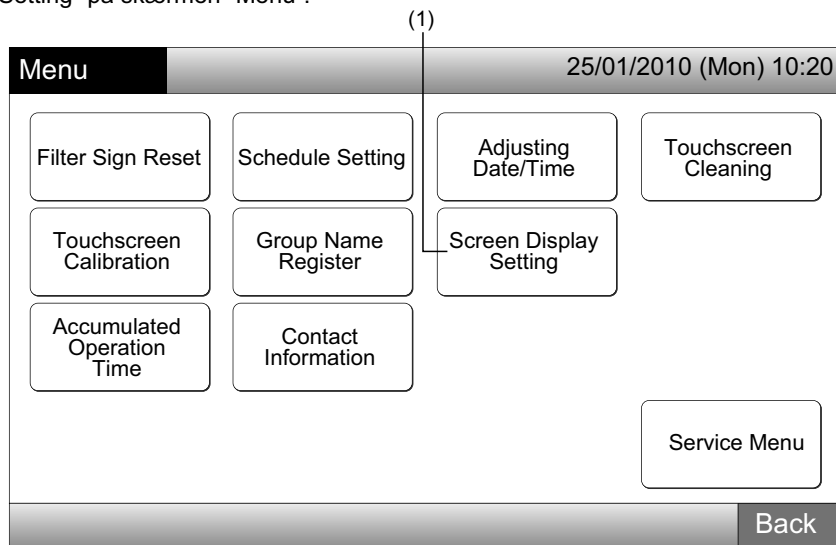 Setting" på skærmen "Menu".
(1)
Menu
25/01/2010 (Mon) 10:20
Filter Sign Reset
Schedule Setting
Adjusting
Date/Time
Touchscreen
Cleaning
Touchscreen
Calibration
Group Name
Register
Screen Display
Setting
Accumulated
Operation
Time
Contact
Information
Service Menu
Back